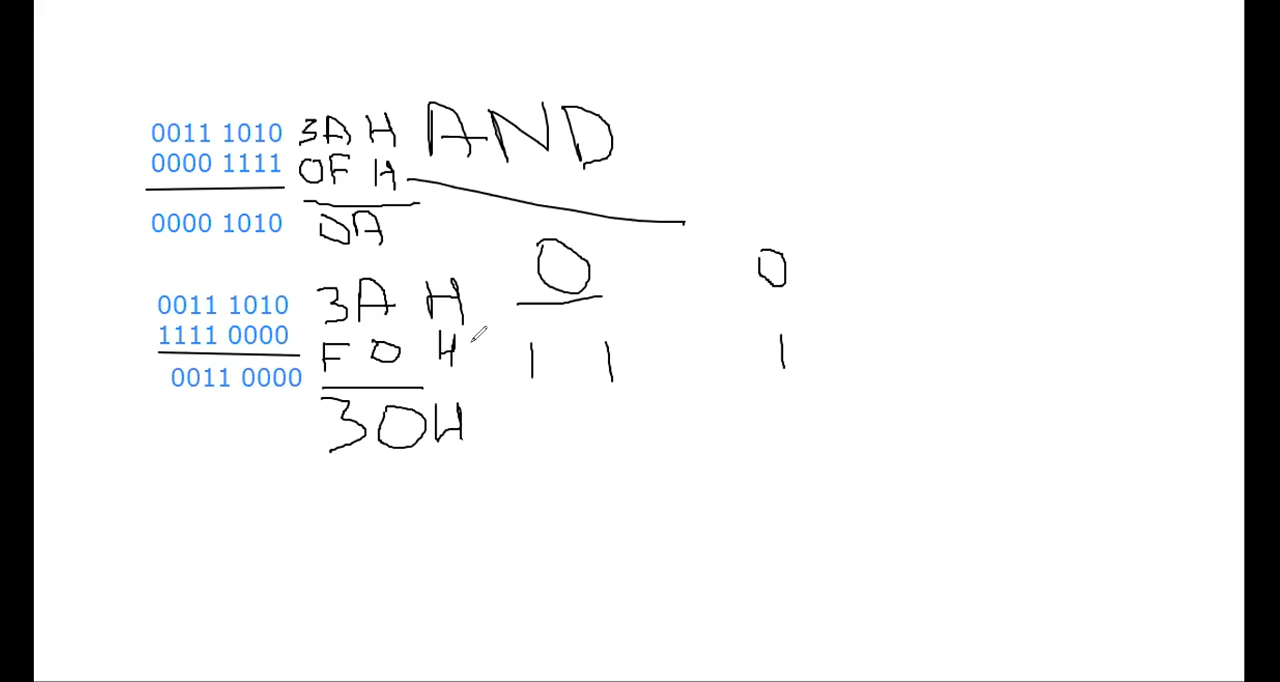 0011 1010 3A H AND
0000 1111 0F H
0000 1010 0A
0 0
0011 1010 3A H
1111 0000 F0 H 1 1 1
0011 0000
30H